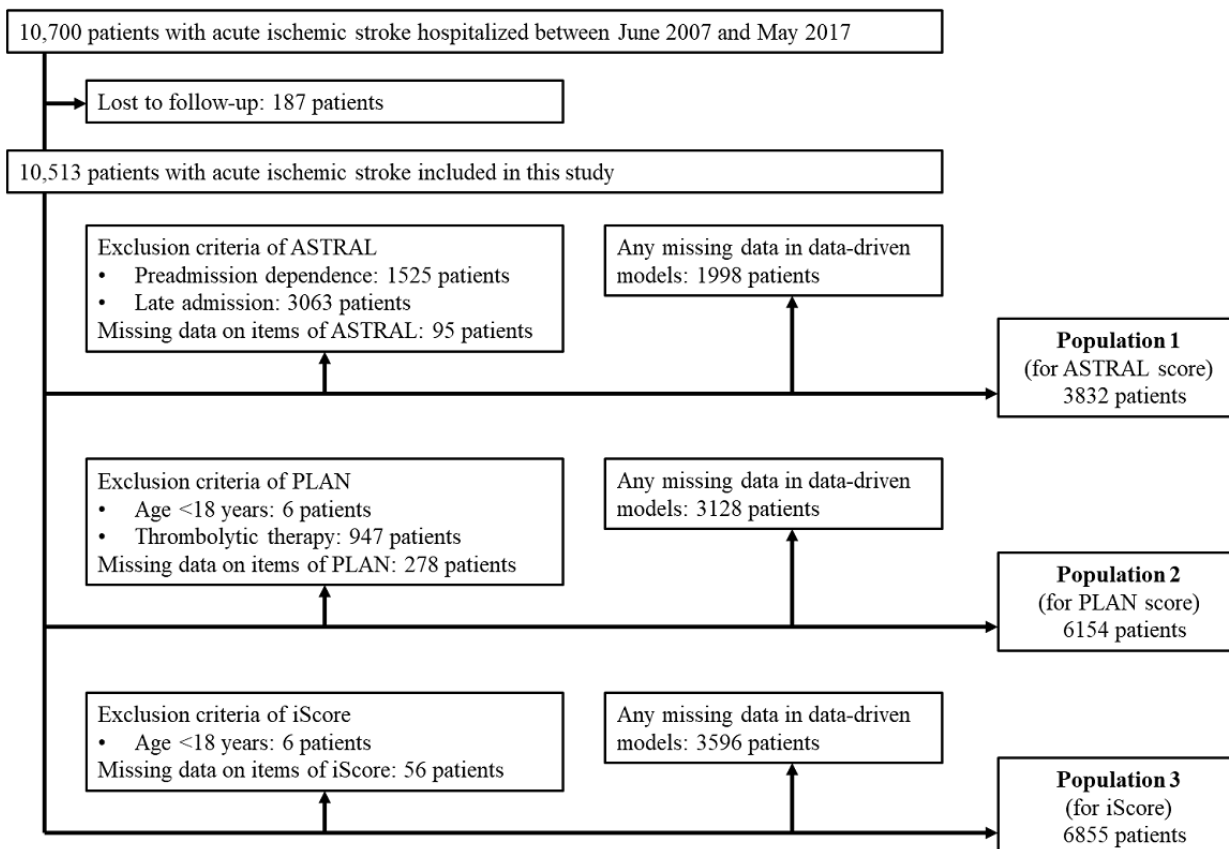 10,700 patients with acute ischemic stroke hospitalized between June 2007 and May 2017
Lost to follow-up: 187 patients
10,513 patients with acute ischemic stroke included in this study
Exclusion criteria of ASTRAL
• Preadmission dependence: 1525 patients
• Late admission: 3063 patients
Missing data on items of ASTRAL: 95 patients
Any missing data in data-driven
models: 1998 patients
Population 1
(for ASTRAL score)
3832 patients
Exclusion criteria of PLAN
• Age <18 years: 6 patients
• Thrombolytic therapy: 947 patients
Missing data on items of PLAN: 278 patients
Any missing data in data-driven
models: 3128 patients
Population 2
(for PLAN score)
6154 patients
Exclusion criteria of iScore
• Age <18 years: 6 patients
Missing data on items of iScore: 56 patients
Any missing data in data-driven
models: 3596 patients
Population 3
(for iScore)
6855 patients